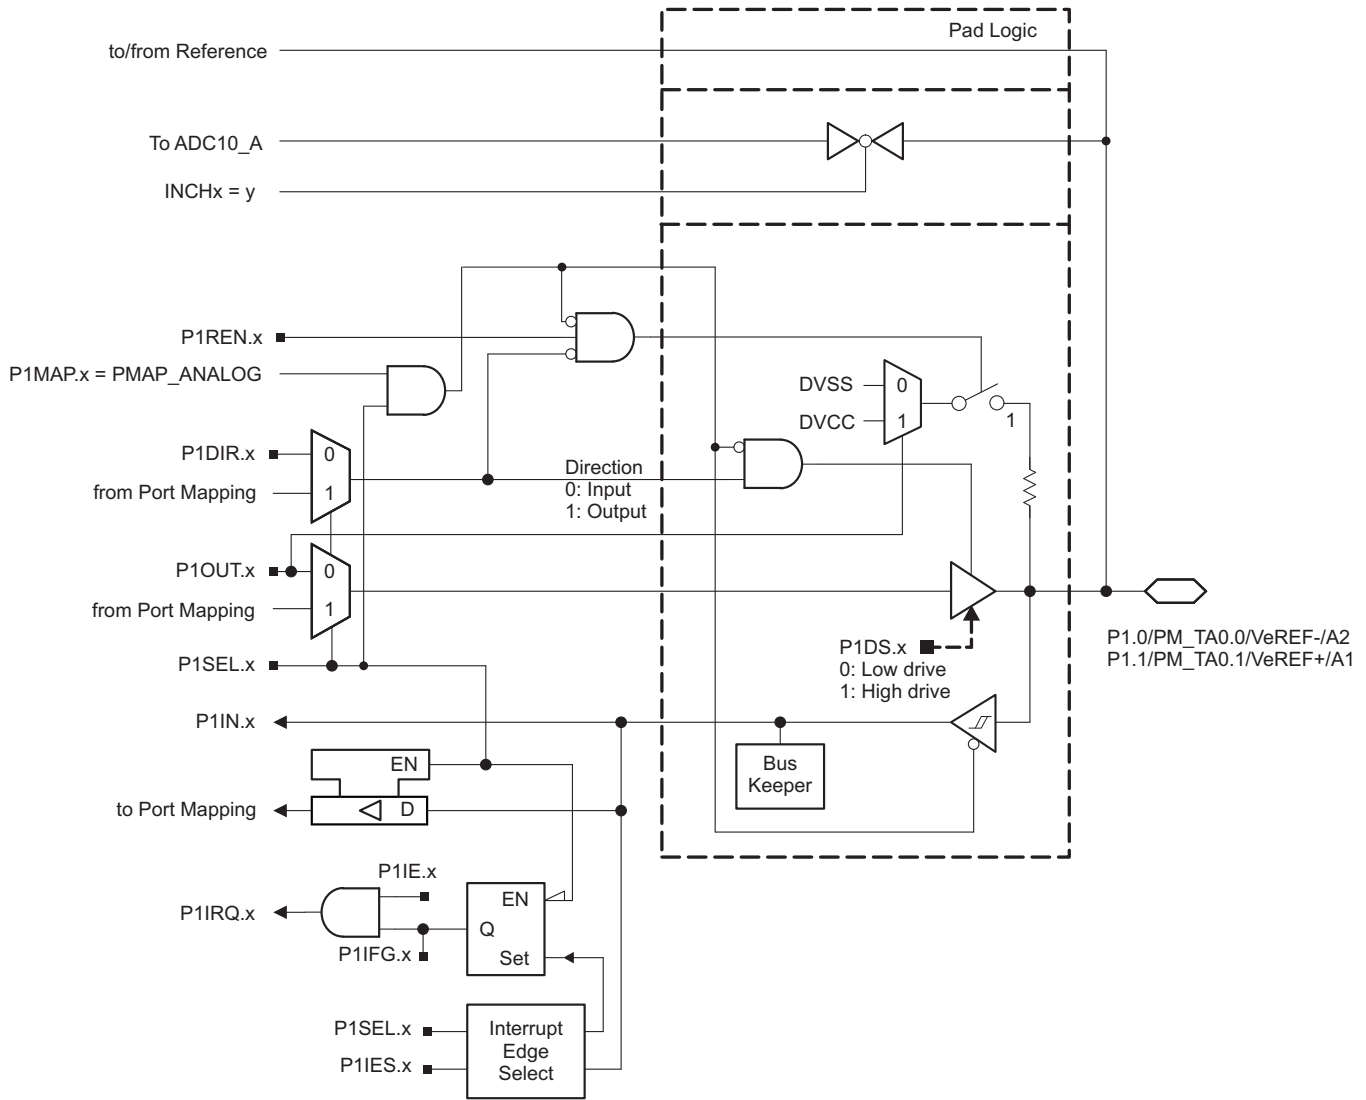 Pad Logic
to/from Reference
To ADC10_A
INCHx = y
P1REN.x
P1MAP.x = PMAP_ANALOG
DVSS
0
DVCC
1
1
P1DIR.x
0
from Port Mapping
1
Direction
0: Input
1: Output
P1OUT.x
0
from Port Mapping
1
P1DS.x
0: Low drive
1: High drive
P1.0/PM_TA0.0/VeREF-/A2
P1.1/PM_TA0.1/VeREF+/A1
P1SEL.x
P1IN.x
EN
Bus
Keeper
to Port Mapping
D
P1IE.x
EN
P1IRQ.x
Q
P1IFG.x
Set
P1SEL.x
P1IES.x
Interrupt
Edge
Select